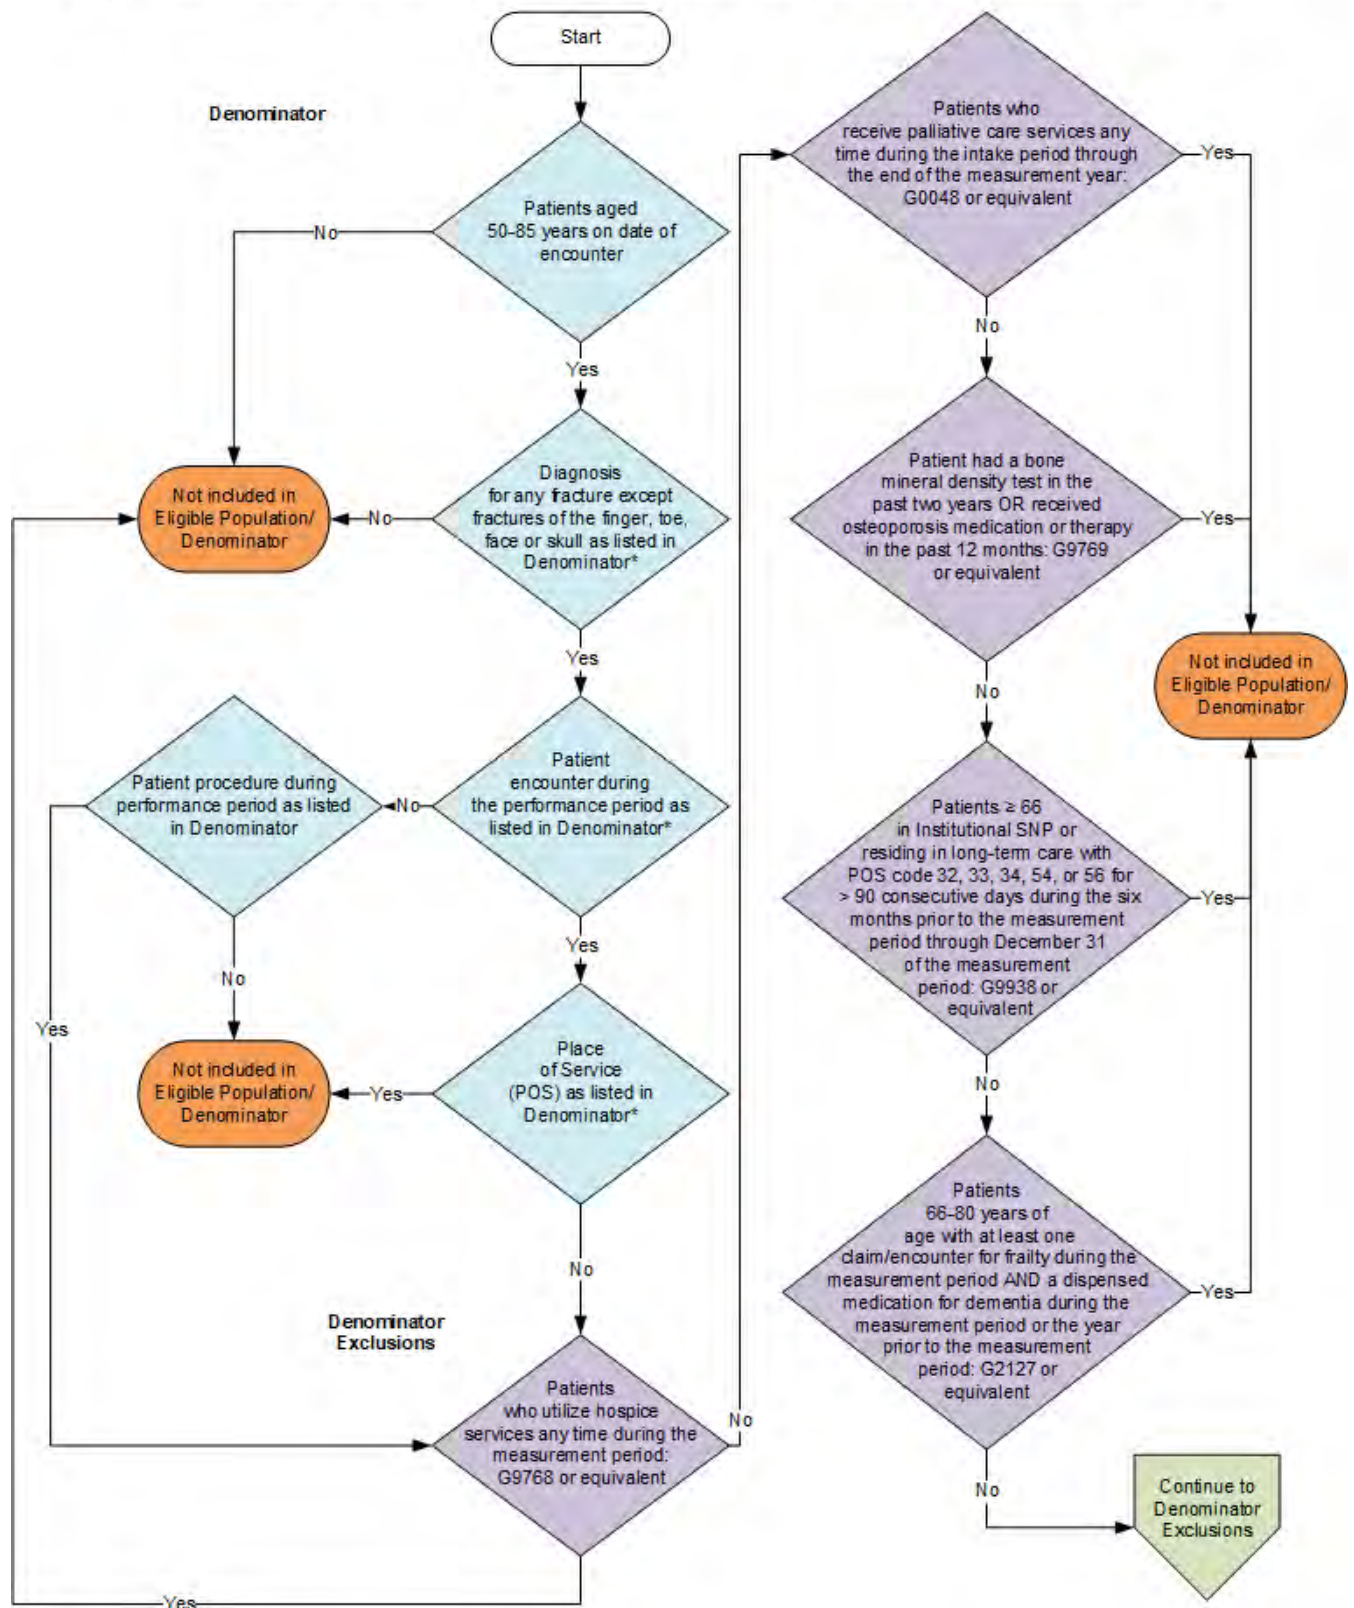 Start
Denominator
Patients aged
50-85 years on date of
encounter
No
Yes
Diagnosis
for any fracture except
fractures of the finger, toe,
face or skull as listed in
Denominator*
No
Not included in
Eligible Population/
Denominator
Yes
Patient
encounter during
the performance period as
listed in Denominator*
No
Patient procedure during
performance period as listed
in Denominator
No
Yes
Yes
Place
of Service
(POS) as listed in
Denominator*
Yes
Not included in
Eligible Population/
Denominator
No
Denominator
Exclusions
Patients
who utilize hospice
services any time during the
measurement period:
G9768 or equivalent
Yes
No
Patients who
receive palliative care services any
time during the intake period through
the end of the measurement year:
G0048 or equivalent
Yes
No
Patient had a bone
mineral density test in the
past two years OR received
osteoporosis medication or therapy
in the past 12 months: G9769
or equivalent
Yes
Not included in
Eligible Population/
Denominator
No
Patients ≥ 66
in Institutional SNP or
residing in long-term care with
POS code 32, 33, 34, 54, or 56 for
> 90 consecutive days during the six
months prior to the measurement
period through December 31
of the measurement
period: G9938 or
equivalent
Yes
No
Patients
66-80 years of
age with at least one
claim/encounter for frailty during the
measurement period AND a dispensed
medication for dementia during the
measurement period or the year
prior to the measurement
period: G2127 or
equivalent
Yes
No
Continue to
Denominator
Exclusions